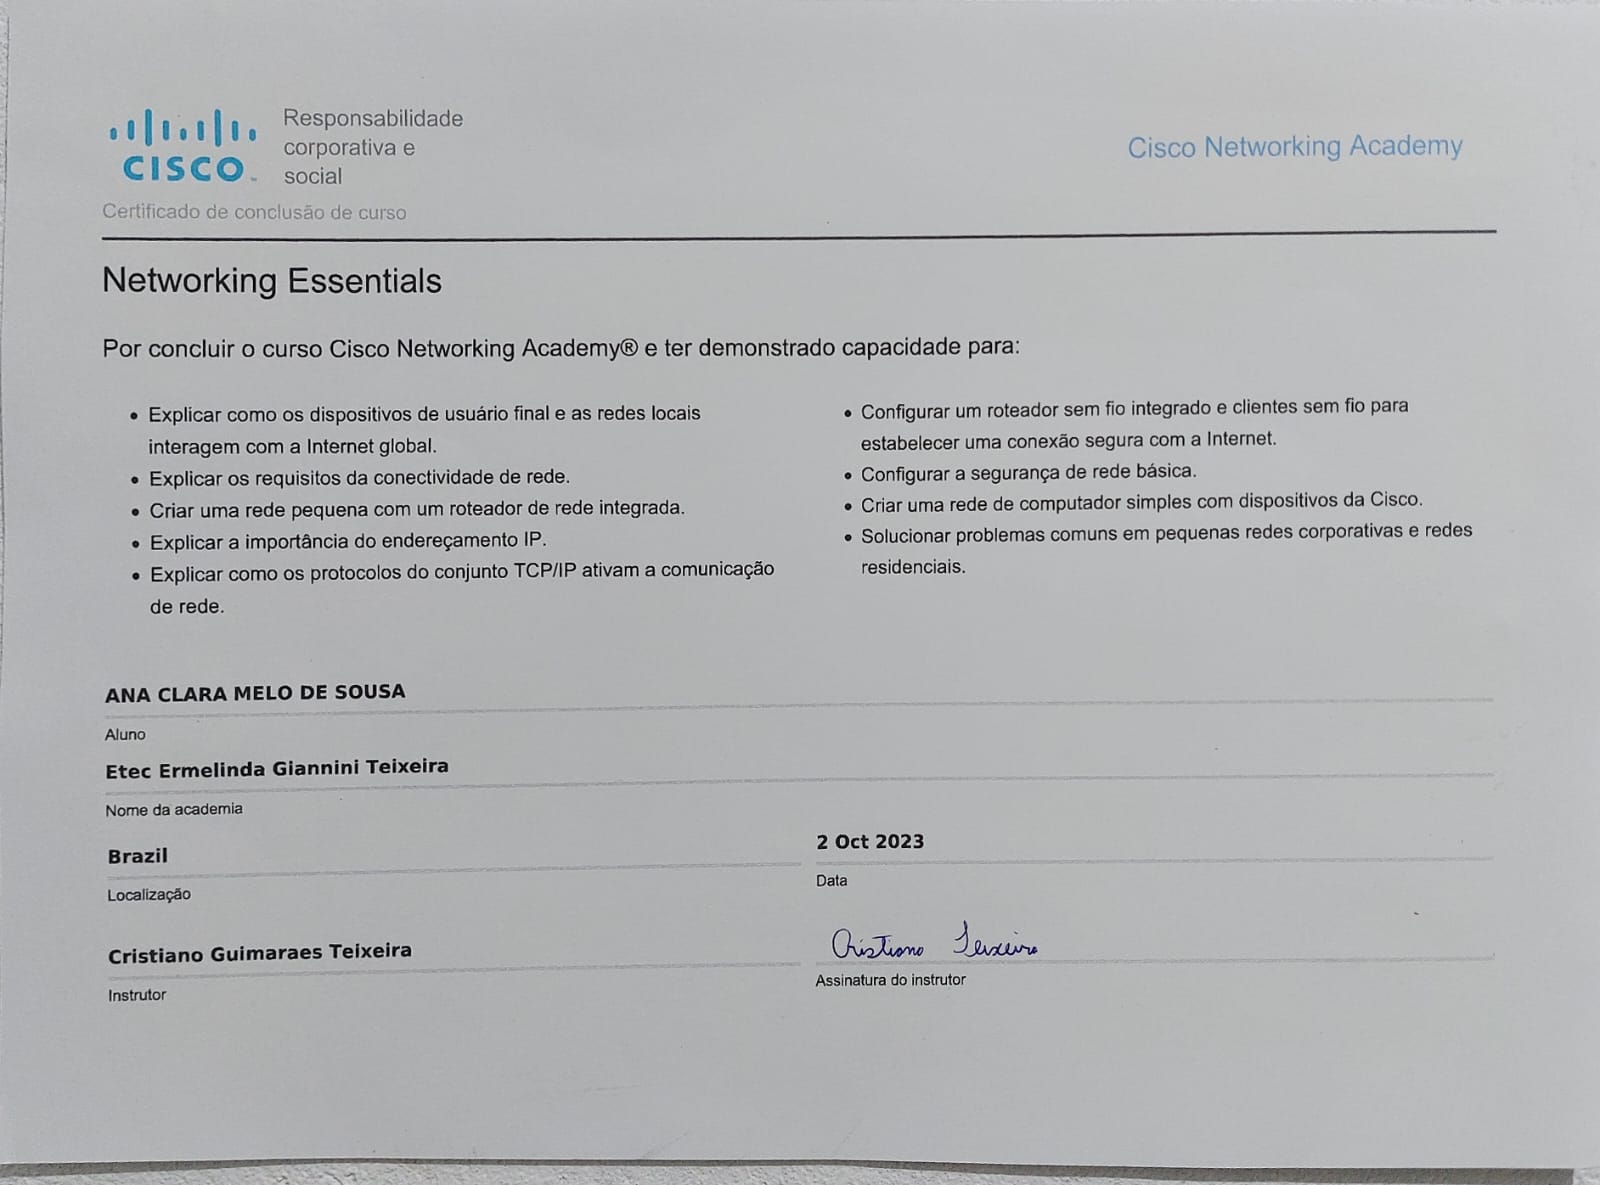 CISCO
Responsabilidade
corporativa e
social
Cisco Networking Academy
Certificado de conclusão de curso
Networking Essentials
Por concluir o curso Cisco Networking Academy® e ter demonstrado capacidade para:
• Explicar como os dispositivos de usuário final e as redes locais
interagem com a Internet global.
• Explicar os requisitos da conectividade de rede.
• Criar uma rede pequena com um roteador de rede integrada.
• Explicar a importância do endereçamento IP.
• Explicar como os protocolos do conjunto TCP/IP ativam a comunicação
de rede.
• Configurar um roteador sem fio integrado e clientes sem fio para
estabelecer uma conexão segura com a Internet.
• Configurar a segurança de rede básica.
• Criar uma rede de computador simples com dispositivos da Cisco.
• Solucionar problemas comuns em pequenas redes corporativas e redes
residenciais.
ANA CLARA MELO DE SOUSA
Aluno
Etec Ermelinda Giannini Teixeira
Nome da academia
Brazil
Localização
2 Oct 2023
Data
Cristiano Guimaraes Teixeira
Instrutor
Cristiano Teixeira
Assinatura do instrutor